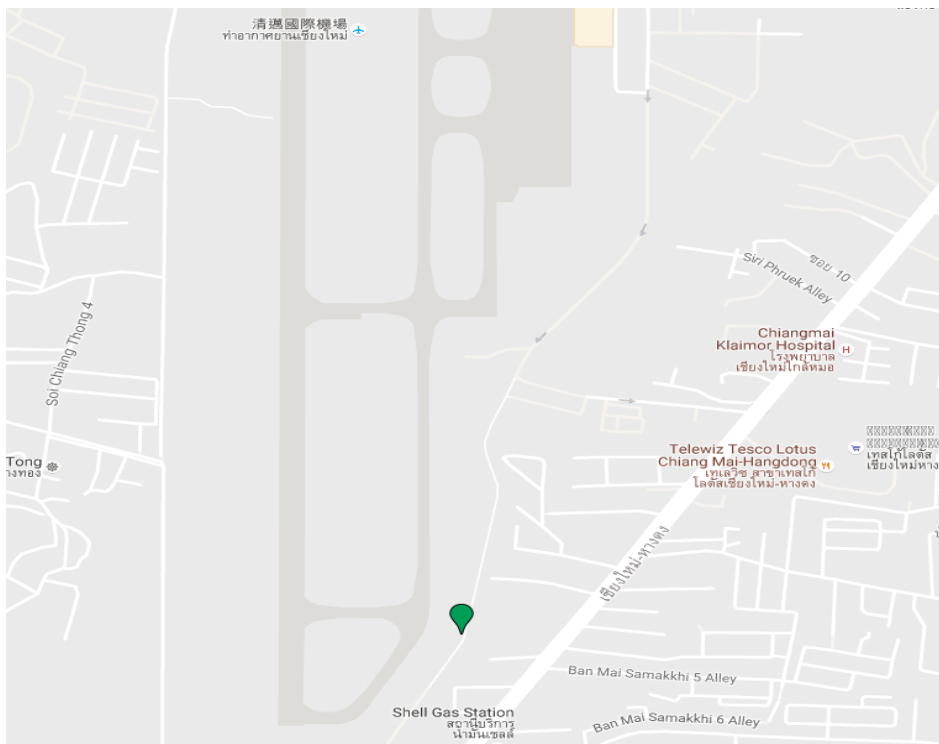 清邁國際機場
ท่าอากาศยานเชียงใหม่
Siri Phruek Alley
ซอย 10
Soi Chiang Thong 4
Chiangmai
Klaimor Hospital
โรงพยาบาล
เชียงใหม่ใกล้หมอ
H
Tong
างทอง
Telewiz Tesco Lotus
Chiang Mai-Hangdong
เทเลวิซ สาขาเทสโก้
โลตัสเชียงใหม่-หางดง
เทสโก้โลตัส
เชียงใหม่หาง
เชียงใหม่-หางดง
Ban Mai Samakkhi 5 Alley
Shell Gas Station
สถานีบริการ
น้ำมันเชลล์
Ban Mai Samakkhi 6 Alley